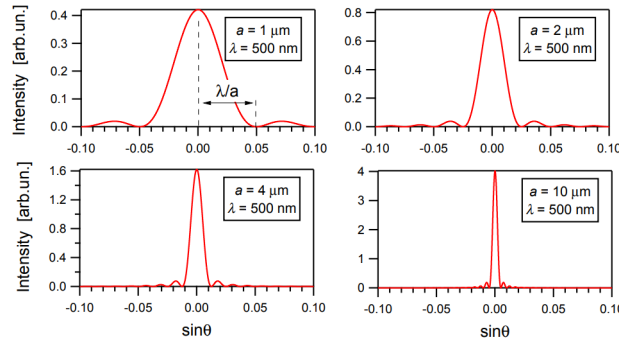 Intensity [arb.un.]
0.4
0.3
0.2
0.1
0.0
a = 1 μm
λ = 500 nm
λ/a
-0.10 -0.05 0.00 0.05 0.10
0.8
0.6
0.4
0.2
0.0
a = 2 μm
λ = 500 nm
-0.10 -0.05 0.00 0.05 0.10
Intensity [arb.un.]
1.6
1.2
0.8
0.4
0.0
a = 4 μm
λ = 500 nm
-0.10 -0.05 0.00 0.05 0.10
sinθ
4
3
2
1
0
a = 10 μm
λ = 500 nm
-0.10 -0.05 0.00 0.05 0.10
sinθ